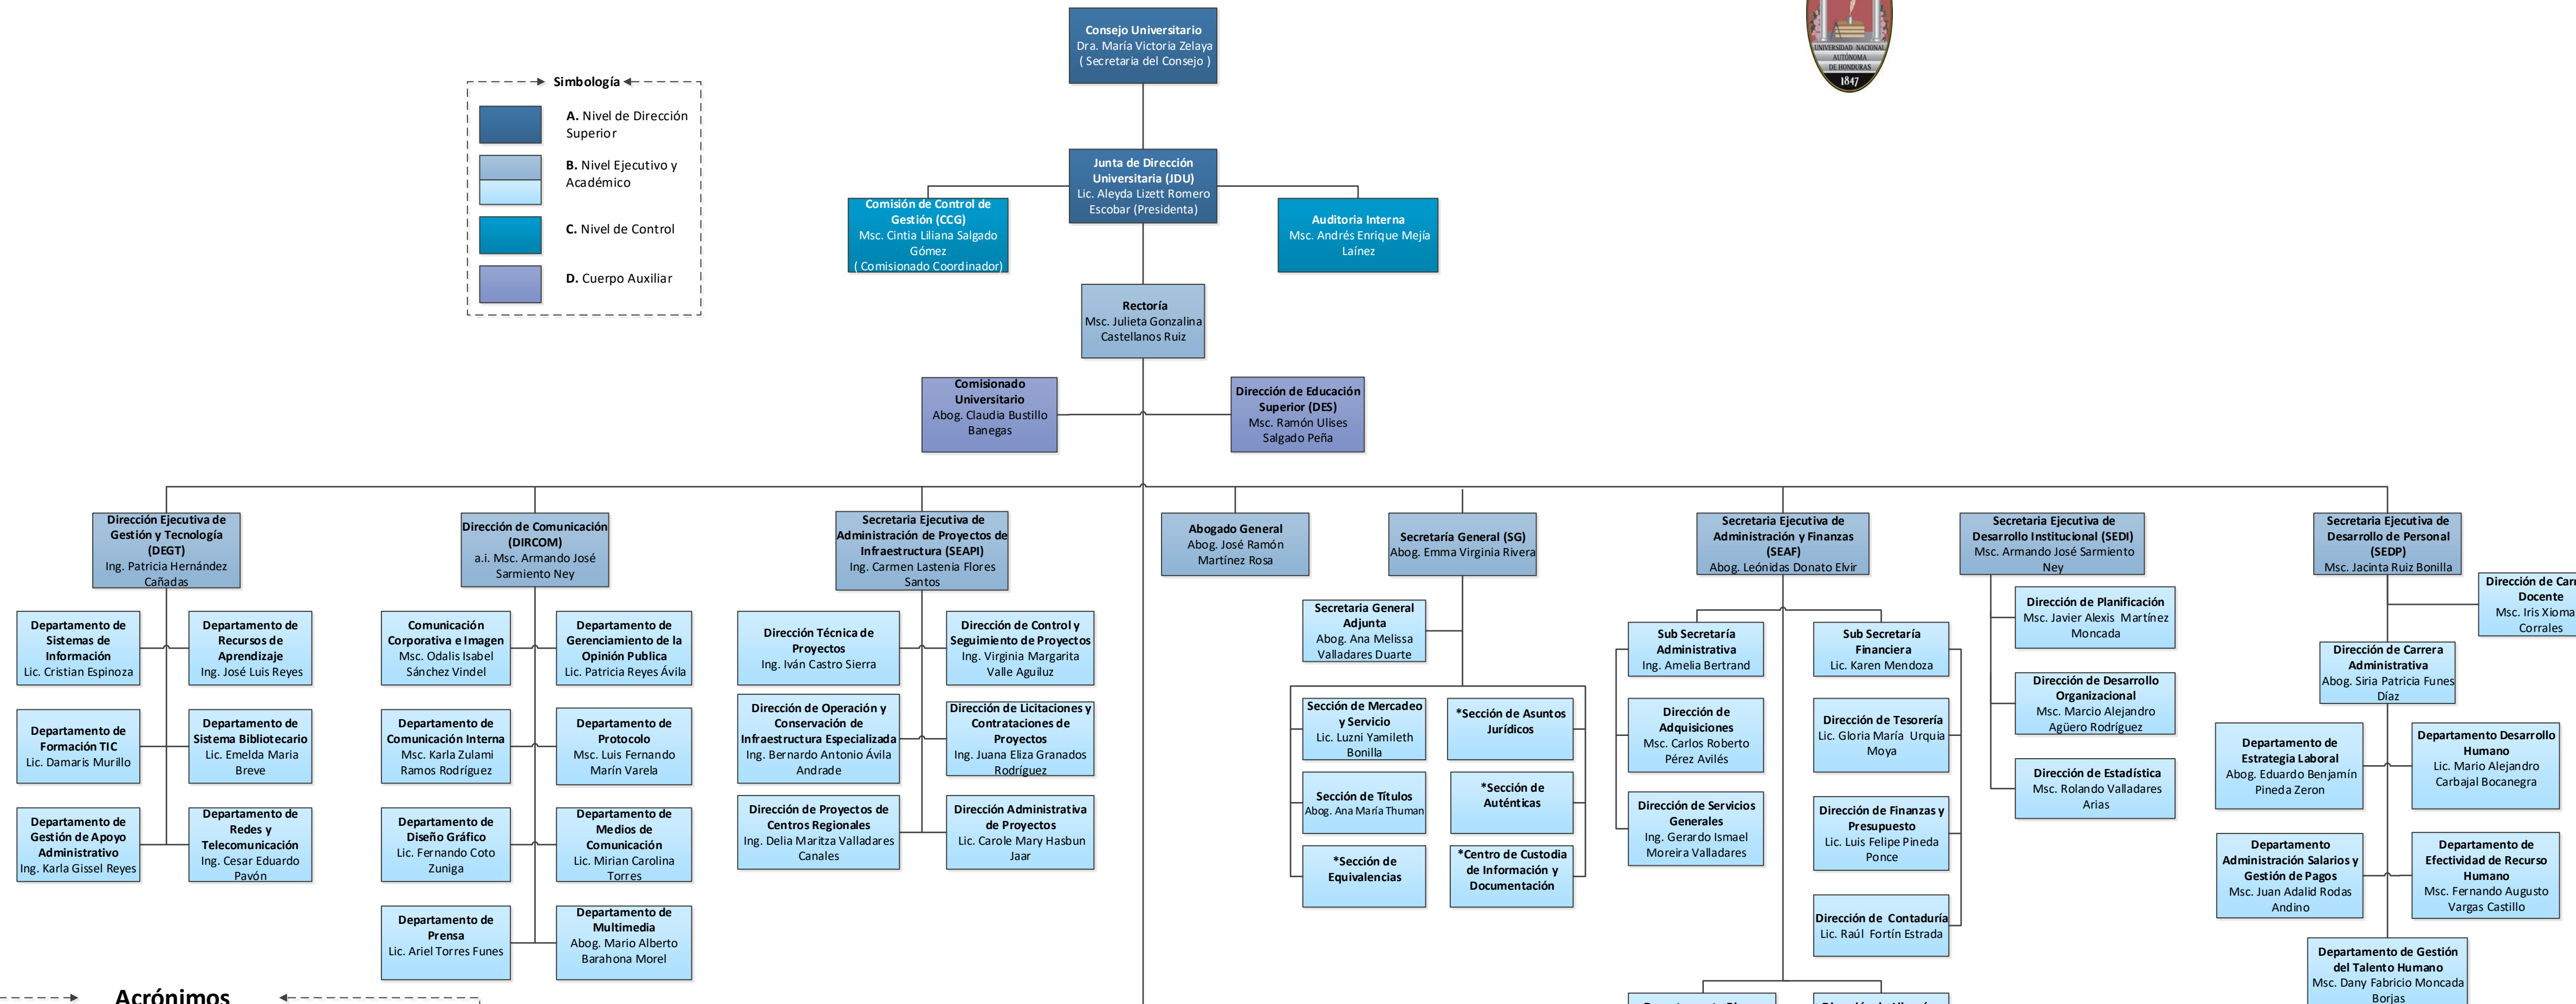 Consejo Universitario
Dra. María Victoria Zelaya
( Secretaria del Consejo )
UNIVERSIDAD NACIONAL
AUTÓNOMA
DE HONDURAS
1847
Simbología
A. Nivel de Dirección
Superior
B. Nivel Ejecutivo y
Académico
C. Nivel de Control
D. Cuerpo Auxiliar
Junta de Dirección
Universitaria (JDU)
Lic. Aleyda Lizett Romero
Escobar (Presidenta)
Comisión de Control de
Gestión (CCG)
Msc. Cintia Liliana Salgado
Gómez
( Comisionado Coordinador)
Auditoria Interna
Msc. Andrés Enrique Mejía
Laínez
Rectoría
Msc. Julieta Gonzalina
Castellanos Ruiz
Comisionado
Universitario
Abog. Claudia Bustillo
Banegas
Dirección de Educación
Superior (DES)
Msc. Ramón Ulises
Salgado Peña
Dirección Ejecutiva de
Gestión y Tecnología
(DEGT)
Ing. Patricia Hernández
Cañadas
Departamento de
Sistemas de
Información
Lic. Cristian Espinoza
Departamento de
Recursos de
Aprendizaje
Ing. José Luis Reyes
Departamento de
Formación TIC
Lic. Damaris Murillo
Departamento de
Sistema Bibliotecario
Lic. Emelda Maria
Breve
Departamento de
Gestión de Apoyo
Administrativo
Ing. Karla Gissel Reyes
Departamento de
Redes y
Telecomunicación
Ing. Cesar Eduardo
Pavón
Dirección de Comunicación
(DIRCOM)
a.i. Msc. Armando José
Sarmiento Ney
Comunicación
Corporativa e Imagen
Msc. Odalis Isabel
Sánchez Vindel
Departamento de
Gerenciamiento de la
Opinión Publica
Lic. Patricia Reyes Ávila
Departamento de
Comunicación Interna
Msc. Karla Zulami
Ramos Rodríguez
Departamento de
Protocolo
Msc. Luis Fernando
Marín Varela
Departamento de
Diseño Gráfico
Lic. Fernando Coto
Zuniga
Departamento de
Medios de
Comunicación
Lic. Mirian Carolina
Torres
Departamento de
Prensa
Lic. Ariel Torres Funes
Departamento de
Multimedia
Abog. Mario Alberto
Barahona Morel
Secretaria Ejecutiva de
Administración de Proyectos de
Infraestructura (SEAPI)
Ing. Carmen Lastenia Flores
Santos
Dirección Técnica de
Proyectos
Ing. Iván Castro Sierra
Dirección de Control y
Seguimiento de Proyectos
Ing. Virginia Margarita
Valle Aguiluz
Dirección de Operación y
Conservación de
Infraestructura Especializada
Ing. Bernardo Antonio Ávila
Andrade
Dirección de Licitaciones y
Contrataciones de
Proyectos
Ing. Juana Eliza Granados
Rodríguez
Dirección de Proyectos de
Centros Regionales
Ing. Delia Maritza Valladares
Canales
Dirección Administrativa
de Proyectos
Lic. Carole Mary Hasbun
Jaar
Abogado General
Abog. José Ramón
Martínez Rosa
Secretaría General (SG)
Abog. Emma Virginia Rivera
Secretaria General
Adjunta
Abog. Ana Melissa
Valladares Duarte
Sección de Mercadeo
y Servicio
Lic. Luzni Yamileth
Bonilla
*Sección de Asuntos
Jurídicos
Sección de Títulos
Abog. Ana María Thuman
*Sección de
Auténticas
*Sección de
Equivalencias
*Centro de Custodia
de Información y
Documentación
Secretaria Ejecutiva de
Administración y Finanzas
(SEAF)
Abog. Leónidas Donato Elvir
Sub Secretaría
Administrativa
Ing. Amelia Bertrand
Sub Secretaría
Financiera
Lic. Karen Mendoza
Dirección de
Adquisiciones
Msc. Carlos Roberto
Pérez Avilés
Dirección de Tesorería
Lic. Gloria María Urquia
Moya
Dirección de Servicios
Generales
Ing. Gerardo Ismael
Moreira Valladares
Dirección de Finanzas y
Presupuesto
Lic. Luis Felipe Pineda
Ponce
Dirección de Contaduría
Lic. Raúl Fortín Estrada
Secretaria Ejecutiva de
Desarrollo Institucional (SEDI)
Msc. Armando José Sarmiento
Ney
Dirección de Planificación
Msc. Javier Alexis Martínez
Moncada
Dirección de Desarrollo
Organizacional
Msc. Marcio Alejandro
Agüero Rodríguez
Dirección de Estadística
Msc. Rolando Valladares
Arias
Secretaria Ejecutiva de
Desarrollo de Personal
(SEDP)
Msc. Jacinta Ruiz Bonilla
Dirección de Carr
Docente
Msc. Iris Xioma
Corrales
Dirección de Carrera
Administrativa
Abog. Siria Patricia Funes
Díaz
Departamento de
Estrategia Laboral
Abog. Eduardo Benjamín
Pineda Zeron
Departamento Desarrollo
Humano
Lic. Mario Alejandro
Carbajal Bocanegra
Departamento
Administración Salarios y
Gestión de Pagos
Msc. Juan Adalid Rodas
Andino
Departamento de
Efectividad de Recurso
Humano
Msc. Fernando Augusto
Vargas Castillo
Departamento de Gestión
del Talento Humano
Msc. Dany Fabricio Moncada
Borjas
Acrónimos